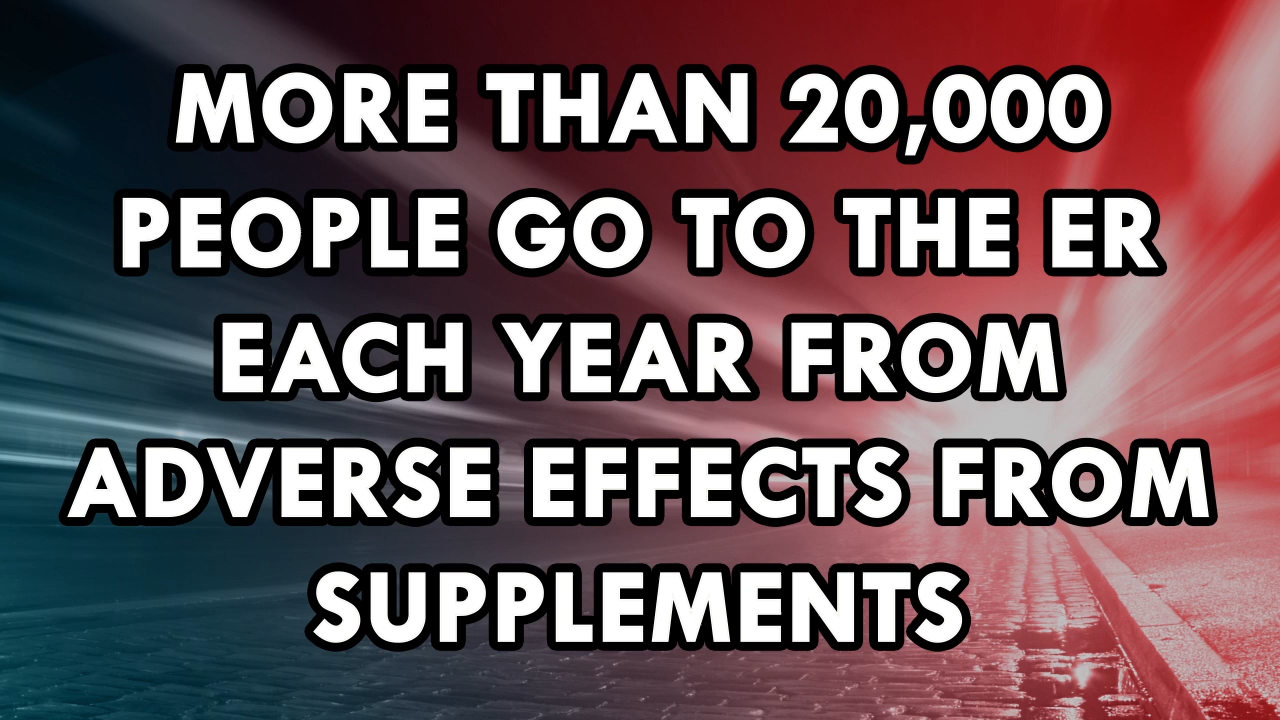 MORE THAN 20,000
PEOPLE GO TO THE ER
EACH YEAR FROM
ADVERSE EFFECTS FROM
SUPPLEMENTS